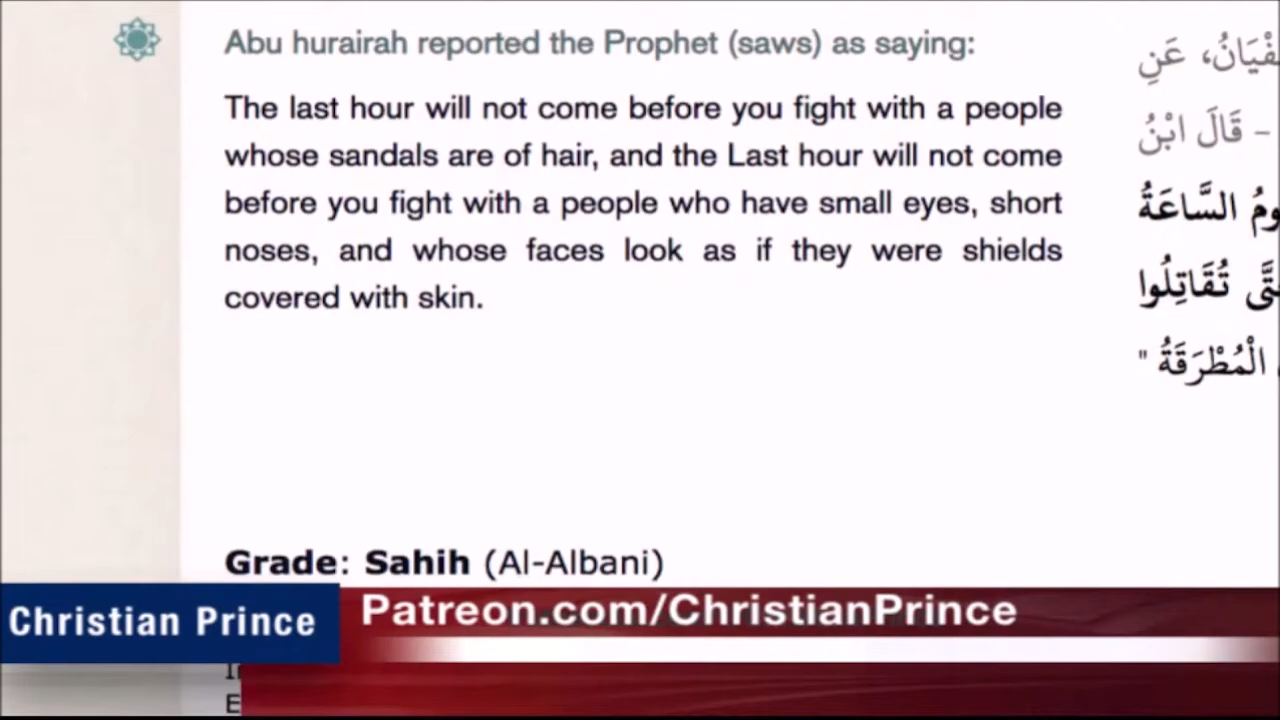 Abu hurairah reported the Prophet (saws) as saying:
The last hour will not come before you fight with a people
whose sandals are of hair, and the Last hour will not come
before you fight with a people who have small eyes, short
noses, and whose faces look as if they were shields
covered with skin.
عَنِ
- قَالَ ابْنُ
السَّاعَةُ
تُقَاتِلُوا
الْمُطْرَقَةُ "
Grade: Sahih (Al-Albani)
Christian Prince
Patreon.com/ChristianPrince